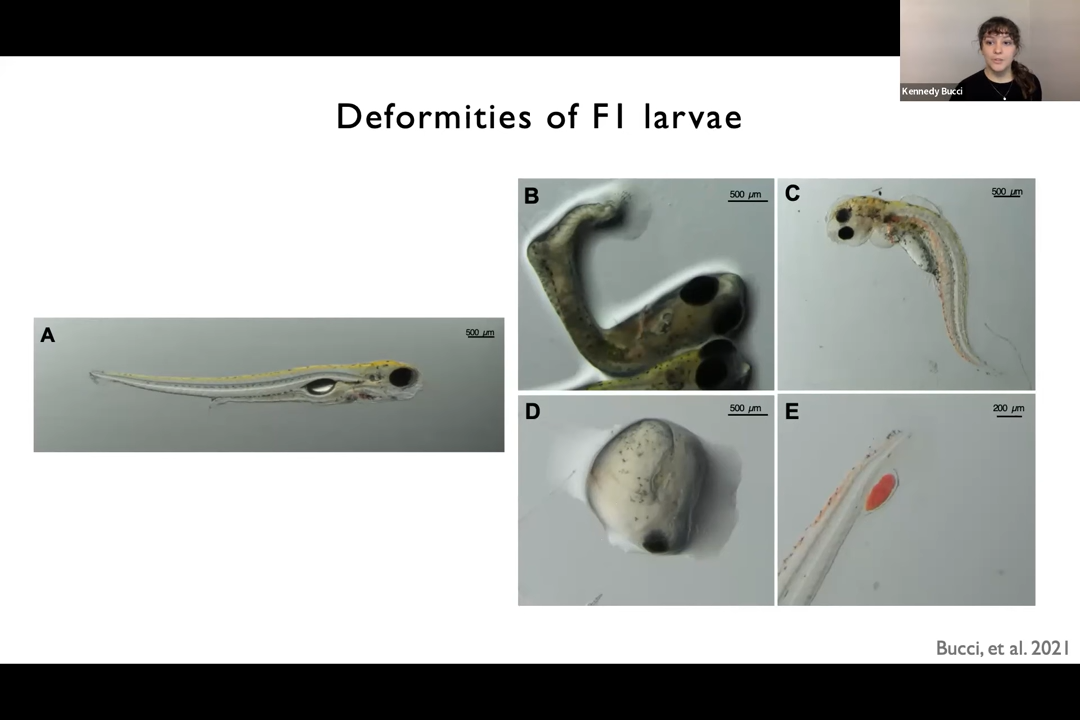 Kennedy Bucci
Deformities of F1 larvae
A
500 µm
B
500 µm
C
500 µm
D
500 µm
E
200 µm
Bucci, et al. 2021